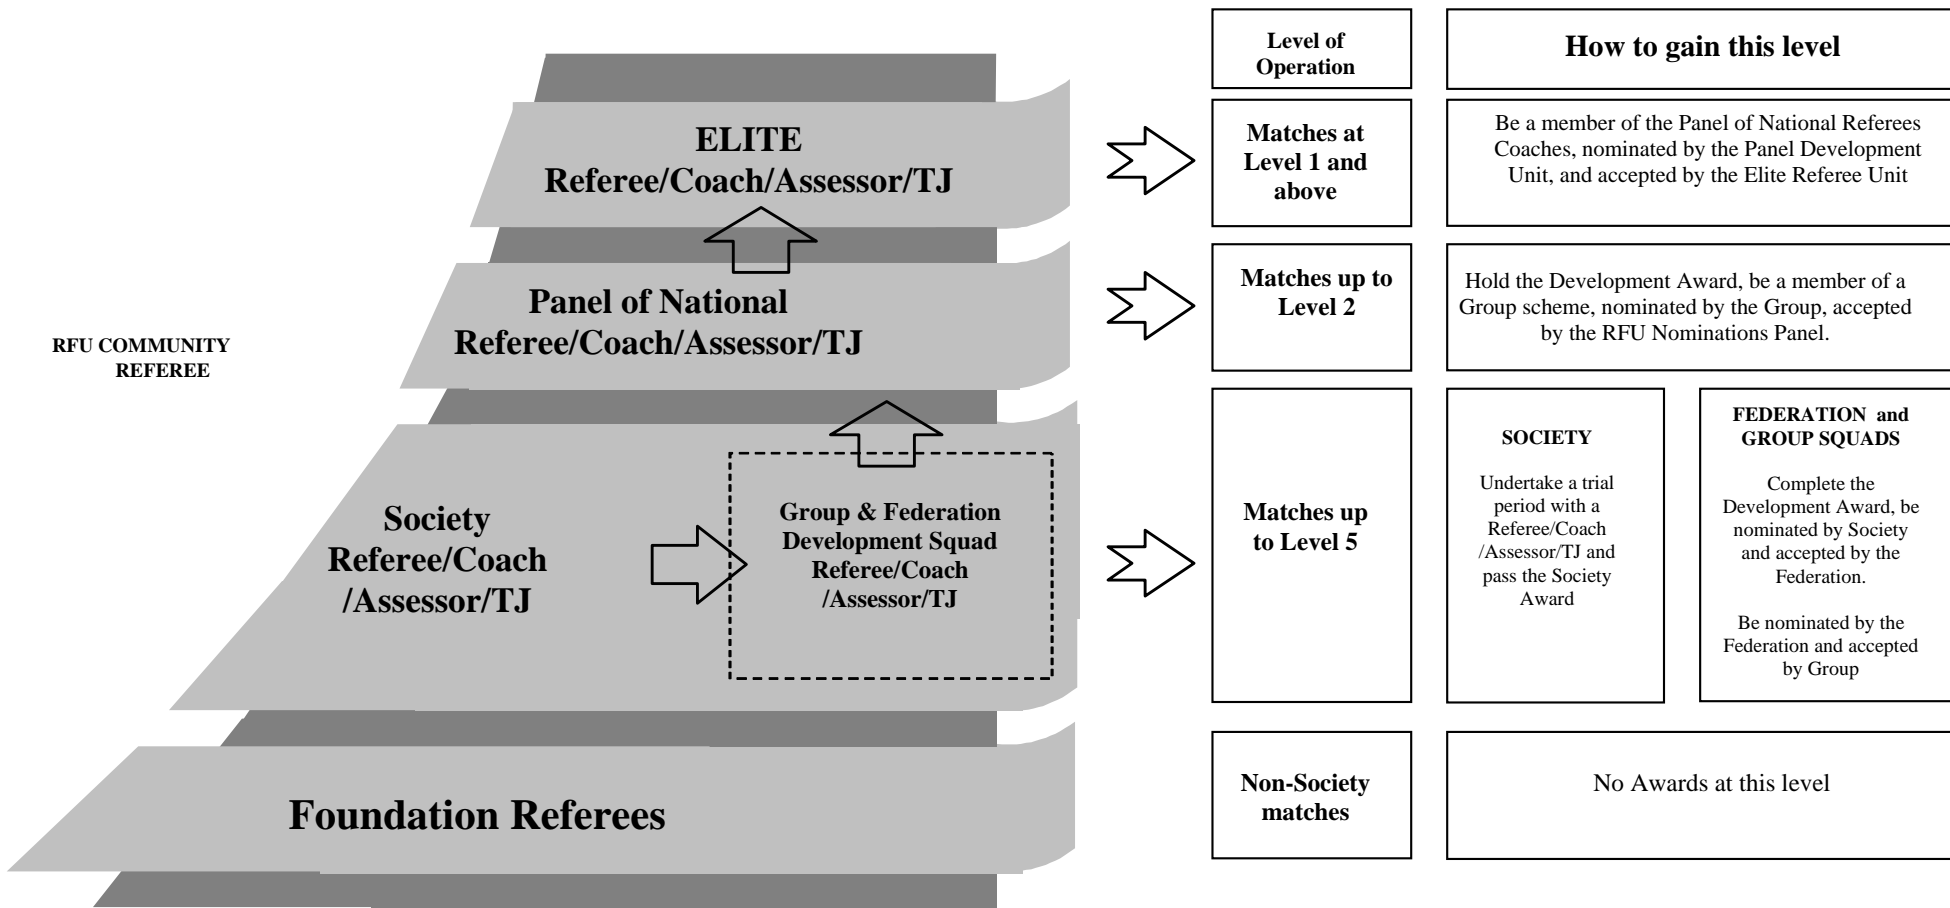 Level of
Operation
How to gain this level
ELITE
Referee/Coach/Assessor/TJ
Matches at
Level 1 and
above
Be a member of the Panel of National Referees
Coaches, nominated by the Panel Development
Unit, and accepted by the Elite Referee Unit
Panel of National
Referee/Coach/Assessor/TJ
Matches up to
Level 2
Hold the Development Award, be a member of a
Group scheme, nominated by the Group, accepted
by the RFU Nominations Panel.
RFU COMMUNITY
REFEREE
Society
Referee/Coach
/Assessor/TJ
Group & Federation
Development Squad
Referee/Coach
/Assessor/TJ
Matches up
to Level 5
SOCIETY
Undertake a trial
period with a
Referee/Coach
/Assessor/TJ and
pass the Society
Award
FEDERATION and
GROUP SQUADS
Complete the
Development Award, be
nominated by Society
and accepted by the
Federation.
Be nominated by the
Federation and accepted
by Group
Foundation Referees
Non-Society
matches
No Awards at this level